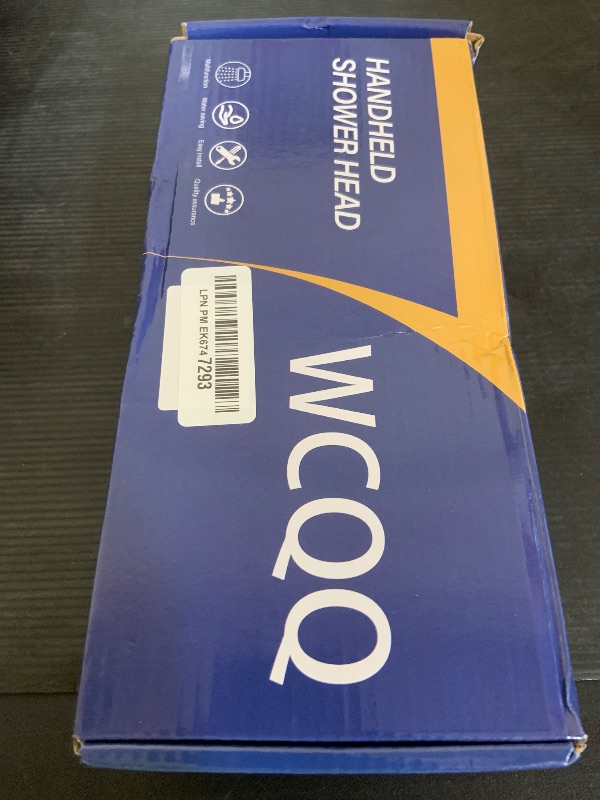 HANDHELD
SHOWER HEAD
Multifunction
Water saving
Easy install
Quality assurance
WCQQ
LPN PM EK674 7293